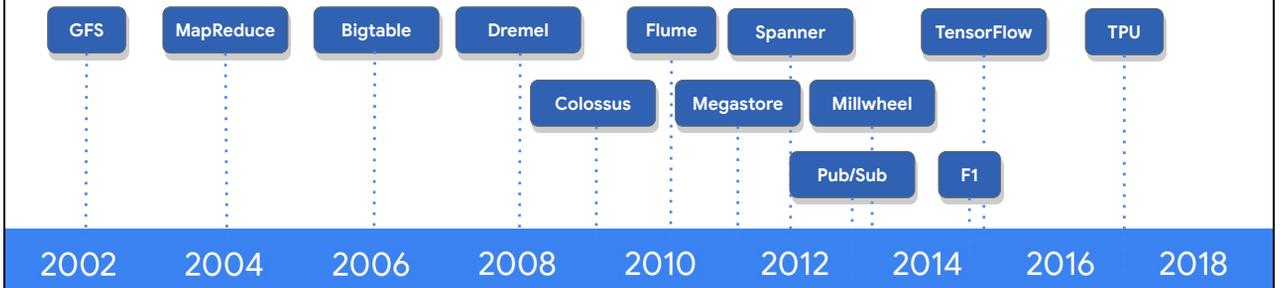 GFS
MapReduce
Bigtable
Dremel
Flume
Spanner
TensorFlow
TPU
Colossus
Megastore
Millwheel
Pub/Sub
F1
2002
2004
2006
2008
2010
2012
2014
2016
2018